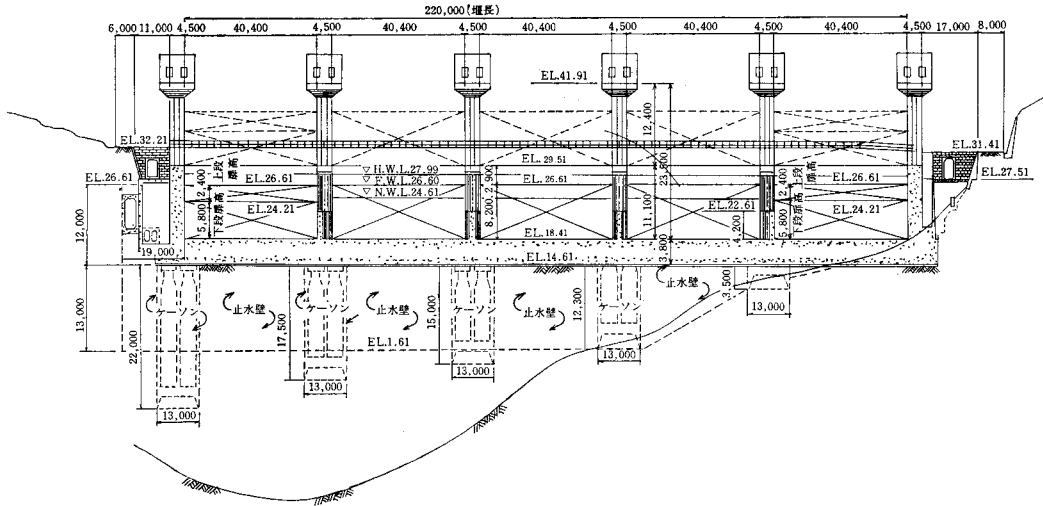 220,000(堰長)
6,000 11,000 4,500 40,400 4,500 40,400 4,500 40,400 4,500 40,400 4,500 40,400 4,500 17,000 8,000
EL.41.91
12,400
23,800
EL.32.21
EL.31.41
EL.29.51
H.W.L.27.99
F.W.L.26.60
N.W.L.24.61
EL.26.61
EL.26.61
EL.26.61
EL.26.61
EL.27.51
2,400
上段扉高
2,900
2,400
上段扉高
EL.24.21
EL.22.61
EL.24.21
5,800
下段扉高
8,200
11,100
4,200
5,800
下段扉高
12,000
EL.18.41
3,800
19,000
EL.14.61
13,000
22,000
ケーソン
止水壁
17,500
ケーソン
止水壁
15,000
ケーソン
止水壁
12,300
ケーソン
止水壁
3,500
13,000
EL.1.61
13,000
13,000
13,000
13,000